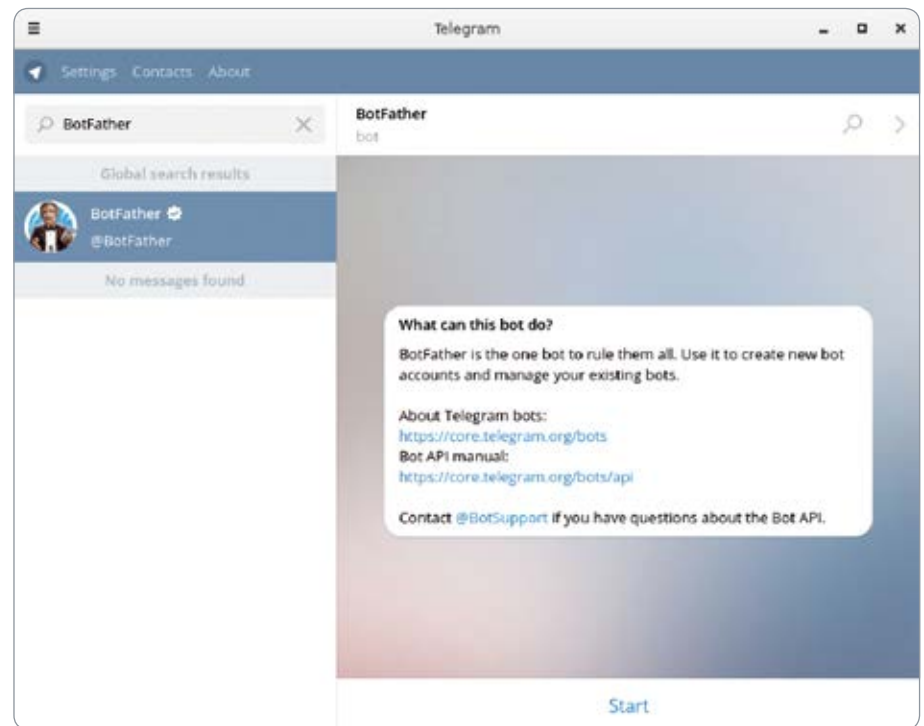 Telegram
Settings Contacts About
BotFather
Global search results
BotFather
@BotFather
No messages found
BotFather
bot
What can this bot do?
BotFather is the one bot to rule them all. Use it to create new bot
accounts and manage your existing bots.
About Telegram bots:
https://core.telegram.org/bots
Bot API manual:
https://core.telegram.org/bots/api
Contact @BotSupport if you have questions about the Bot API.
Start